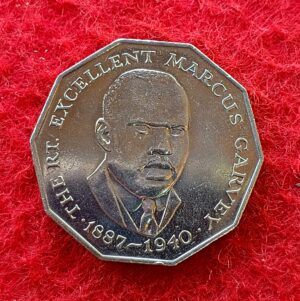 THE RT. EXCELLENT MARCUS GARVEY
· 1887–1940 ·